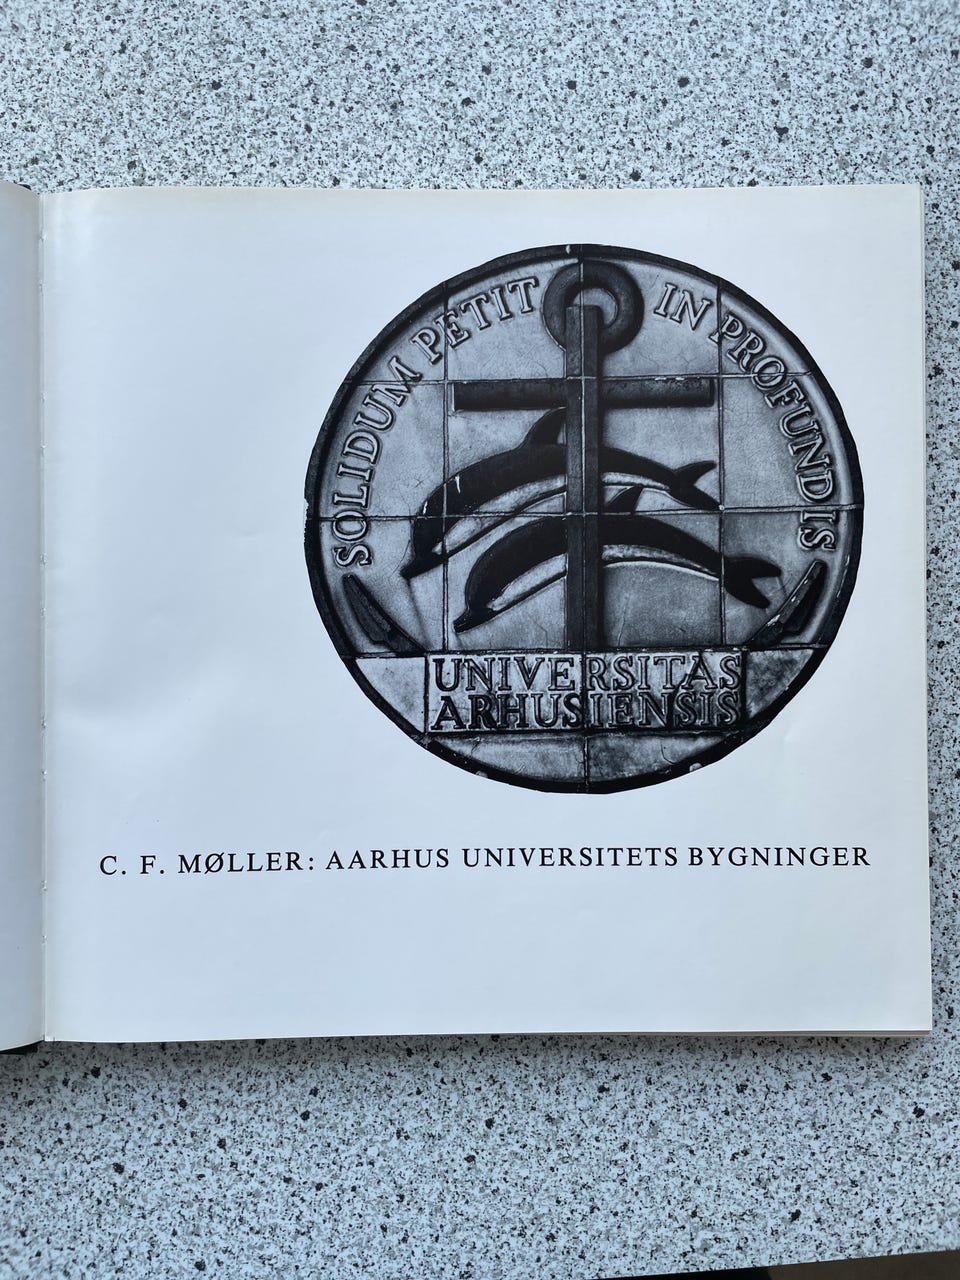 SOLIDUM PETIT IN PROFUNDIS
UNIVERSITAS
ARHUSIENSIS
C. F. MØLLER: AARHUS UNIVERSITETS BYGNINGER